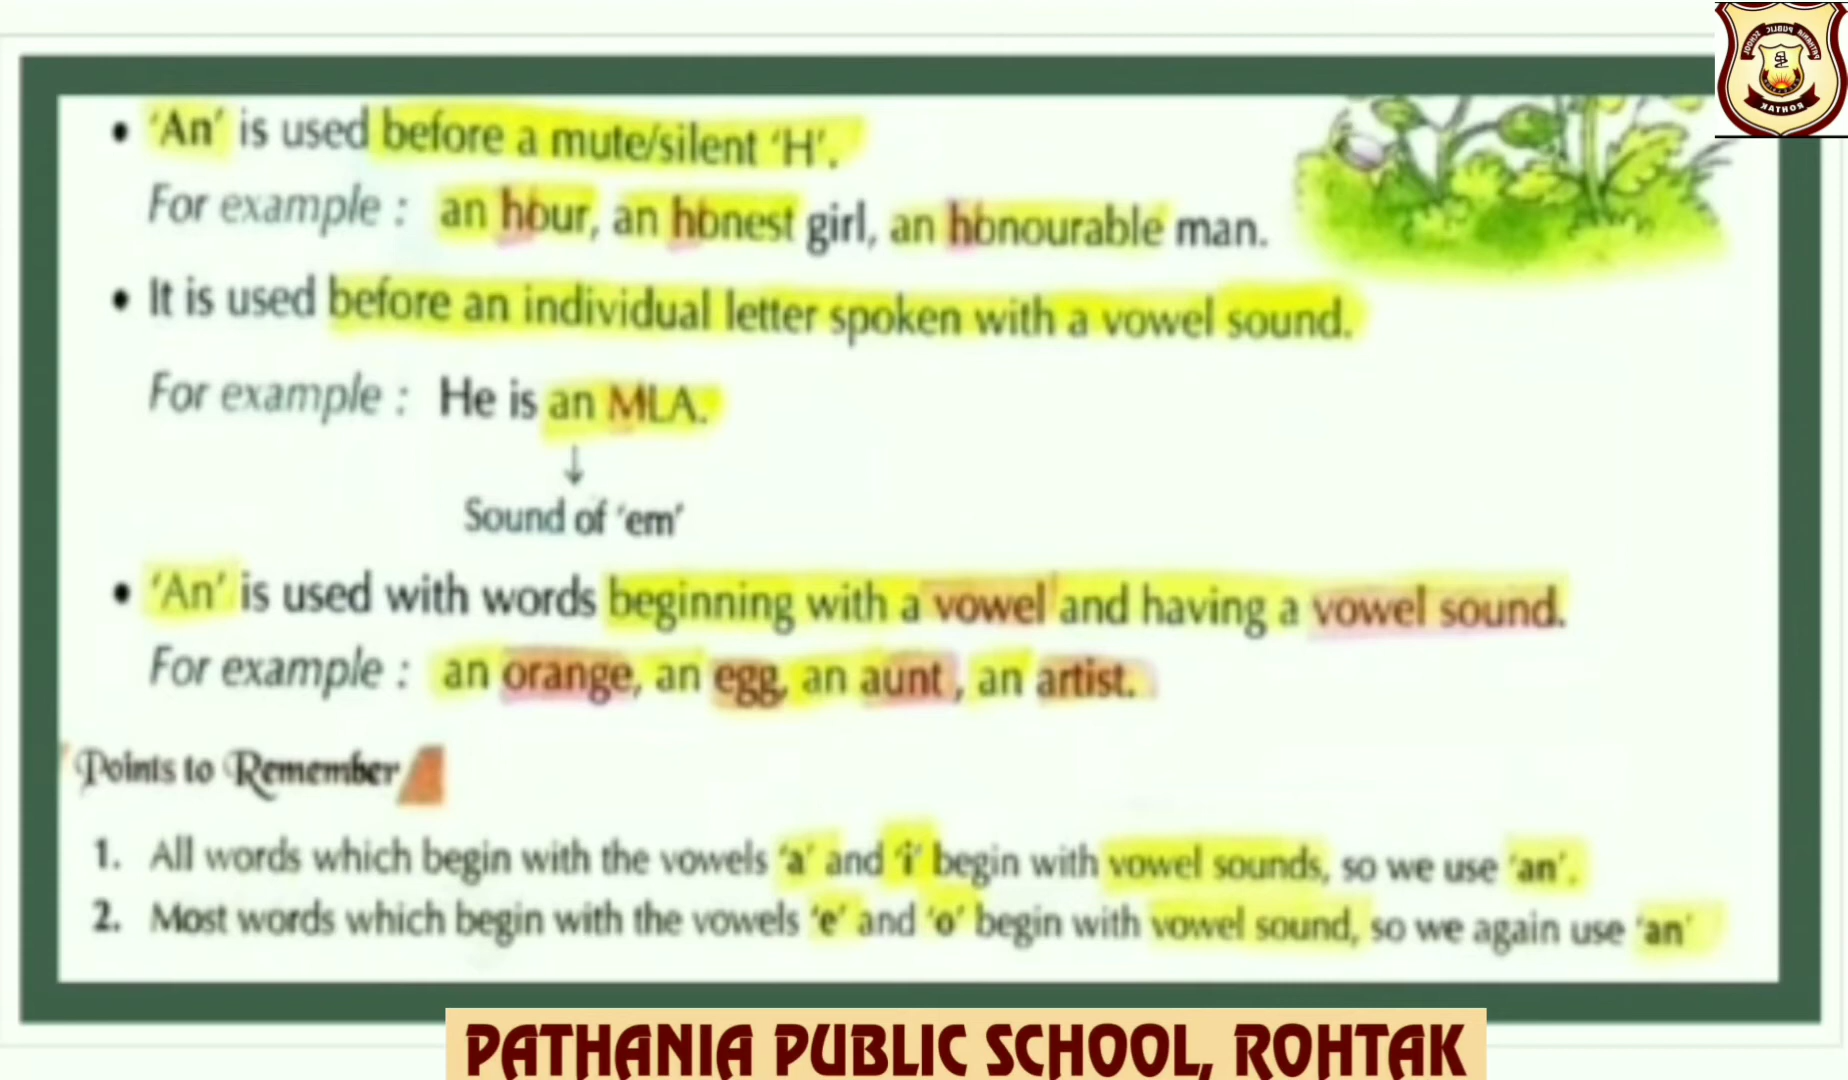 • 'An' is used before a mute/silent 'H'.
For example : an hour, an honest girl, an honourable man.
• It is used before an individual letter spoken with a vowel sound.
For example : He is an MLA.
↓
Sound of 'em'
• 'An' is used with words beginning with a vowel and having a vowel sound.
For example : an orange, an egg, an aunt , an artist.
Points to Remember
1. All words which begin with the vowels 'a' and 'i' begin with vowel sounds, so we use 'an'.
2. Most words which begin with the vowels 'e' and 'o' begin with vowel sound, so we again use 'an'
PATHANIA PUBLIC SCHOOL
ROHTAK
PATHANIA PUBLIC SCHOOL, ROHTAK